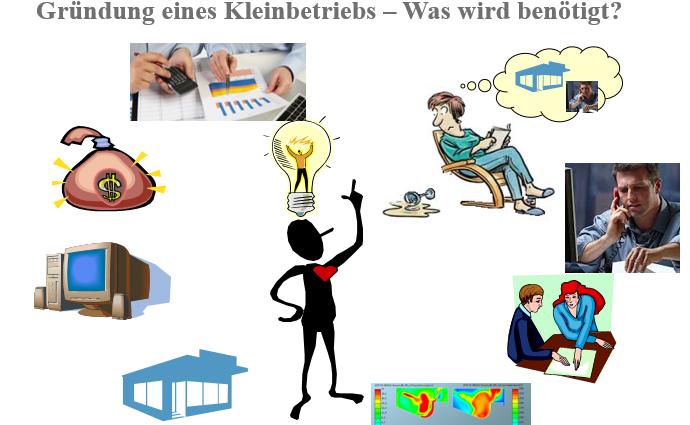 Gründung eines Kleinbetriebs – Was wird benötigt?
$